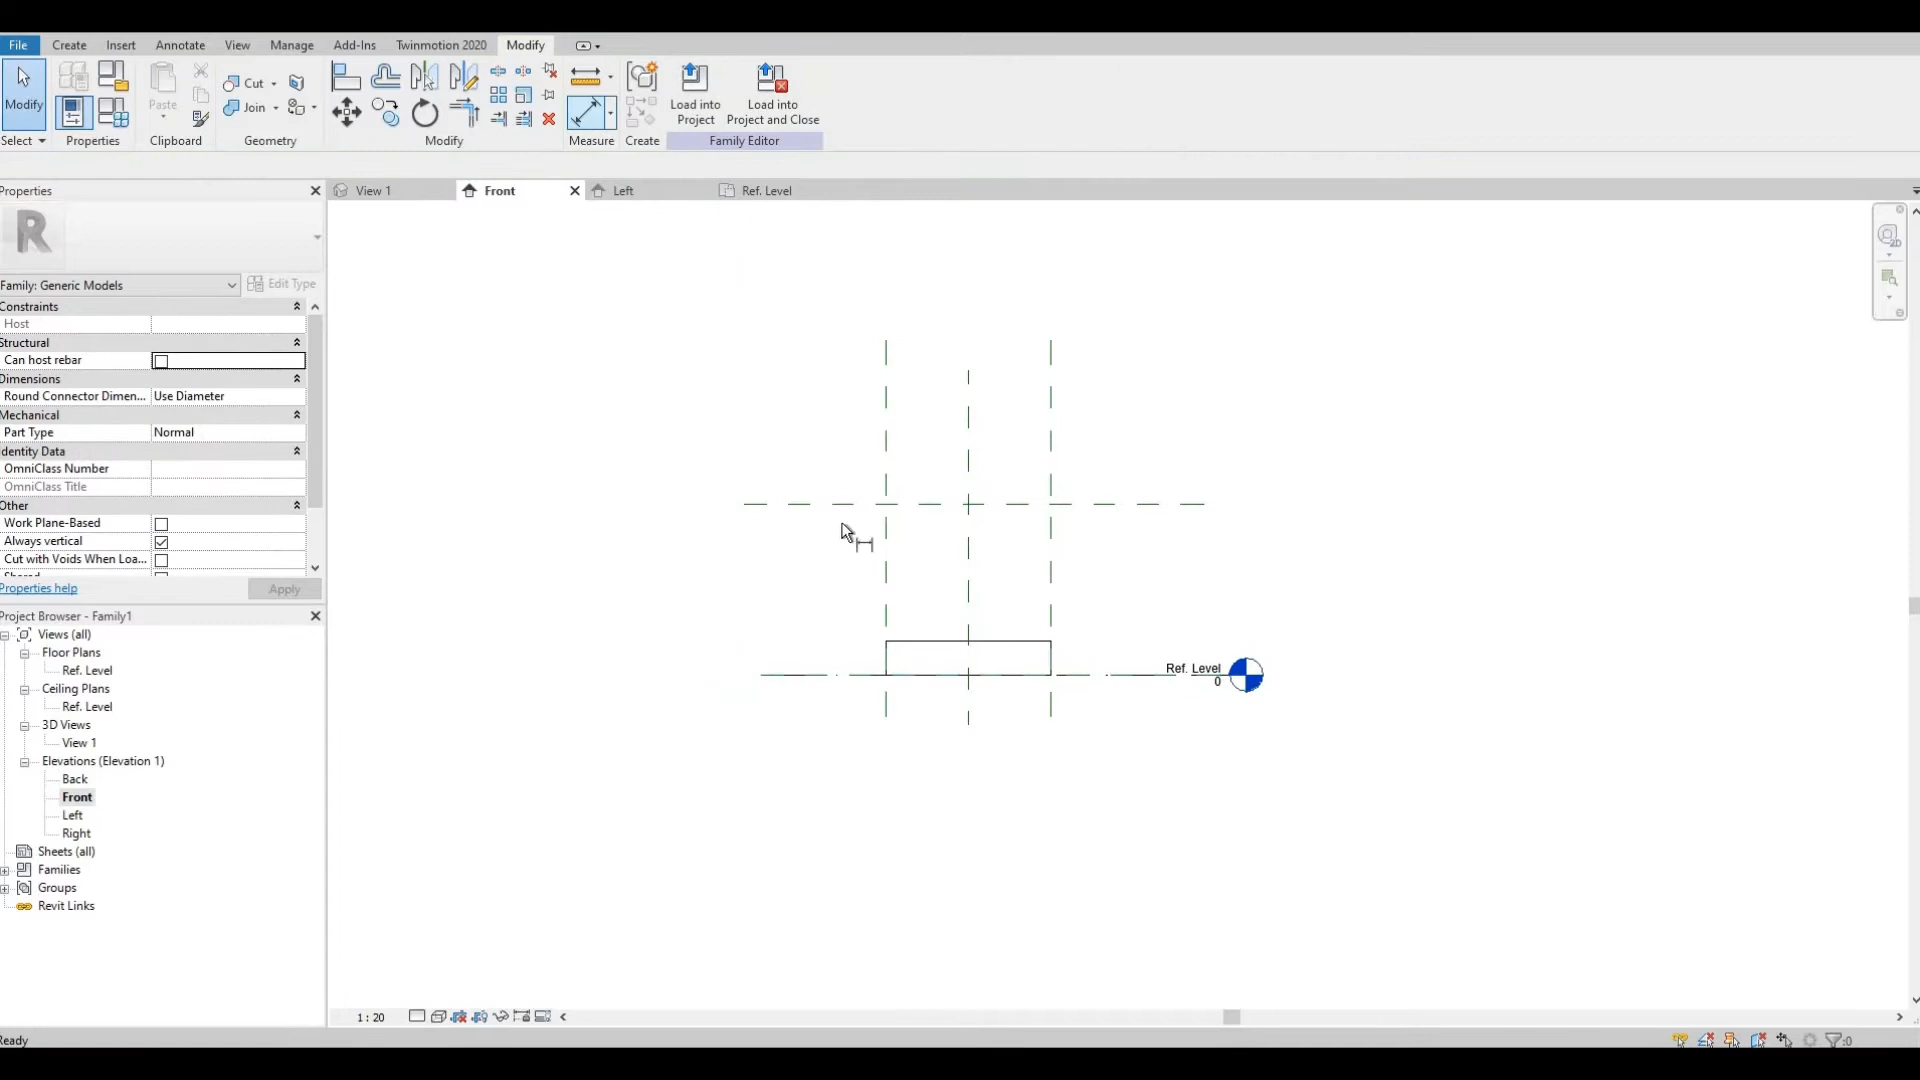 File Create Insert Annotate View Manage Add-Ins Twinmotion 2020 Modify
Modify
Select
Properties
Paste
Clipboard
Cut
Join
Geometry
Modify
Measure
Create
Load into
Project
Load into
Project and Close
Family Editor
Properties
View 1
Front
Left
Ref. Level
R
Family: Generic Models
Edit Type
Constraints
Host
Structural
Can host rebar
Dimensions
Round Connector Dimen... Use Diameter
Mechanical
Part Type Normal
Identity Data
OmniClass Number
OmniClass Title
Other
Work Plane-Based
Always vertical
Cut with Voids When Loa...
Properties help
Apply
Project Browser - Family1
Views (all)
Floor Plans
Ref. Level
Ceiling Plans
Ref. Level
3D Views
View 1
Elevations (Elevation 1)
Back
Front
Left
Right
Sheets (all)
Families
Groups
Revit Links
Ref. Level
0
2D
1 : 20
Ready
:0